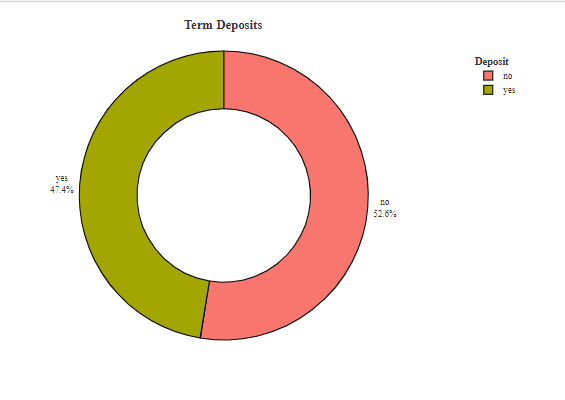 Term Deposits
Deposit
no
yes
yes
47.4%
no
52.6%